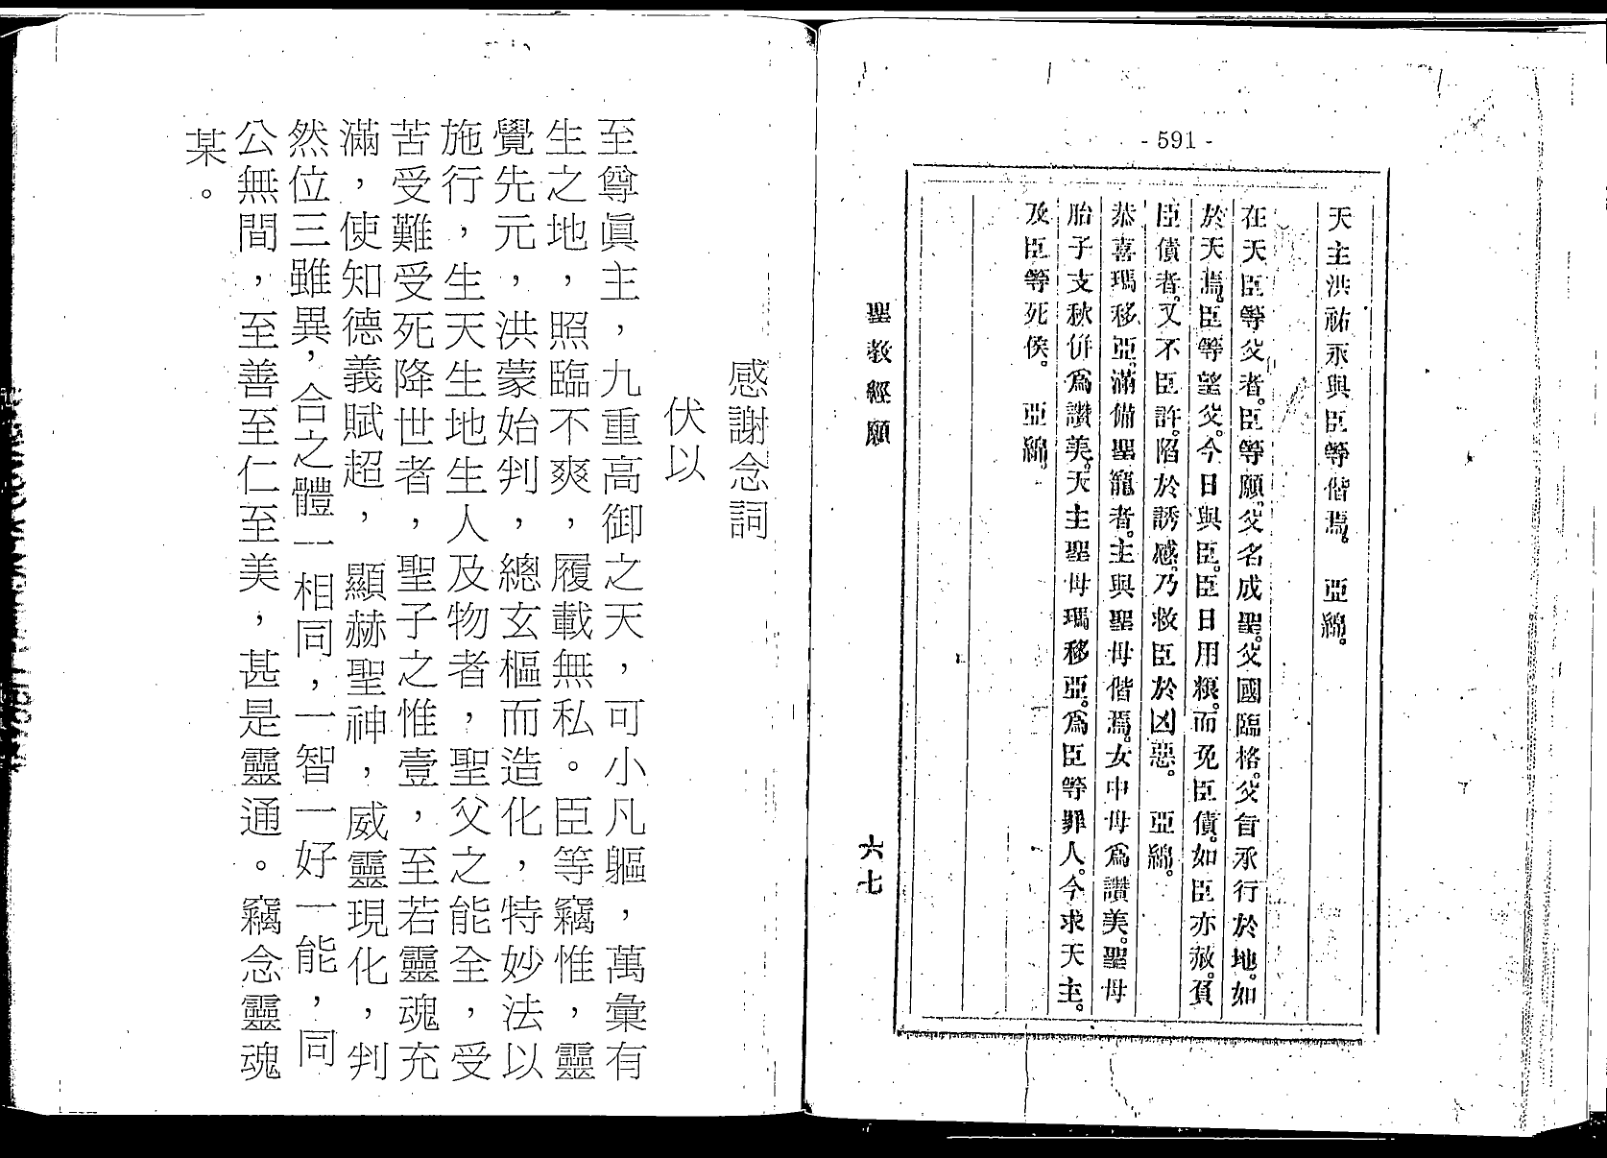 - 591 -
天主洪祐永與臣等偕焉。 亞綿。
在天臣等父者。臣等願。父名成聖。父國臨格。父旨承行於地。如
於天焉。臣等望父。今日與臣。臣日用粮。而免臣債。如臣亦赦。負
臣債者。又不臣許。陷於誘感。乃救臣於凶惡。 亞綿。
恭喜瑪移亞。滿備聖寵者。主與聖母偕焉。女中母為讚美。聖母
胎子支秋併為讚美。天主聖母瑪移亞。為臣等罪人。今求天主。
及臣等死候。 亞綿。
聖教經願
六七
感謝念詞
伏以
至尊眞主，九重高御之天，可小凡軀，萬彙有
生之地，照臨不爽，履載無私。臣等竊惟，靈
覺先元，洪蒙始判，總玄樞而造化，特妙法以
施行，生天生地生人及物者，聖父之能全，受
苦受難受死降世者，聖子之惟壹，至若靈魂充
滿，使知德義賦超，顯赫聖神，威靈現化，判
然位三雖異，合之體一相同，一智一好一能，同
公無間，至善至仁至美，甚是靈通。竊念靈魂
某。